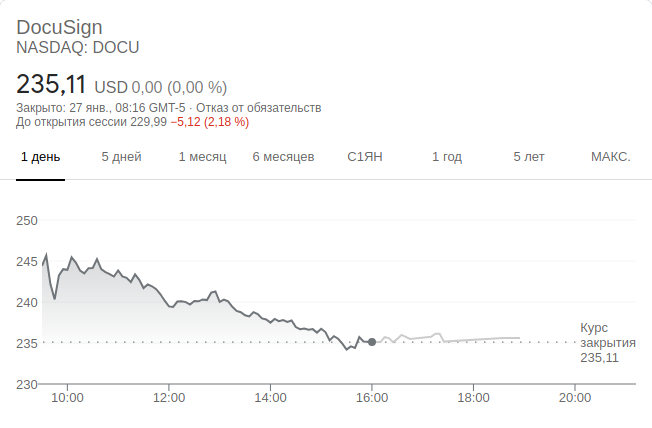 DocuSign
NASDAQ: DOCU
235,11 USD 0,00 (0,00 %)
Закрыто: 27 янв., 08:16 GMT-5 · Отказ от обязательств
До открытия сессии 229,99 −5,12 (2,18 %)
1 день 5 дней 1 месяц 6 месяцев С1ЯН 1 год 5 лет МАКС.
250
245
240
Курс
235 закрытия
235,11
230
10:00 12:00 14:00 16:00 18:00 20:00